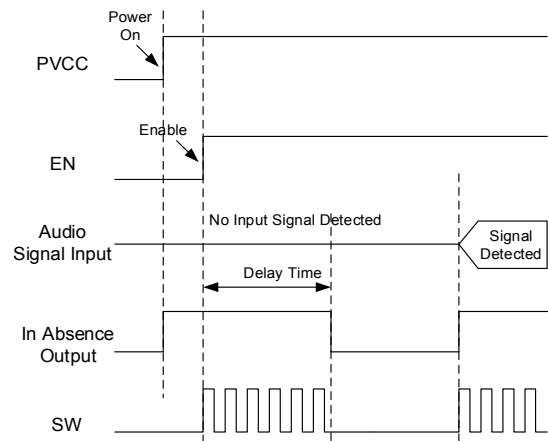 Power
On
PVCC
Enable
EN
No Input Signal Detected
Audio
Signal Input
Signal
Detected
Delay Time
In Absence
Output
SW